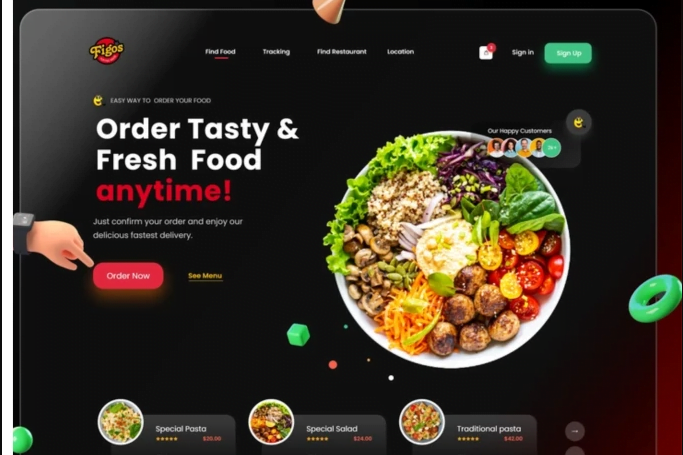 Figos
Find Food
Tracking
Find Restaurant
Location
Sign in
Sign Up
EASY WAY TO ORDER YOUR FOOD
Order Tasty &
Fresh Food
anytime!
Just confirm your order and enjoy our
delicious fastest delivery.
Order Now
See Menu
Our Happy Customers
Special Pasta
$20.00
Special Salad
$24.00
Traditional pasta
$42.00